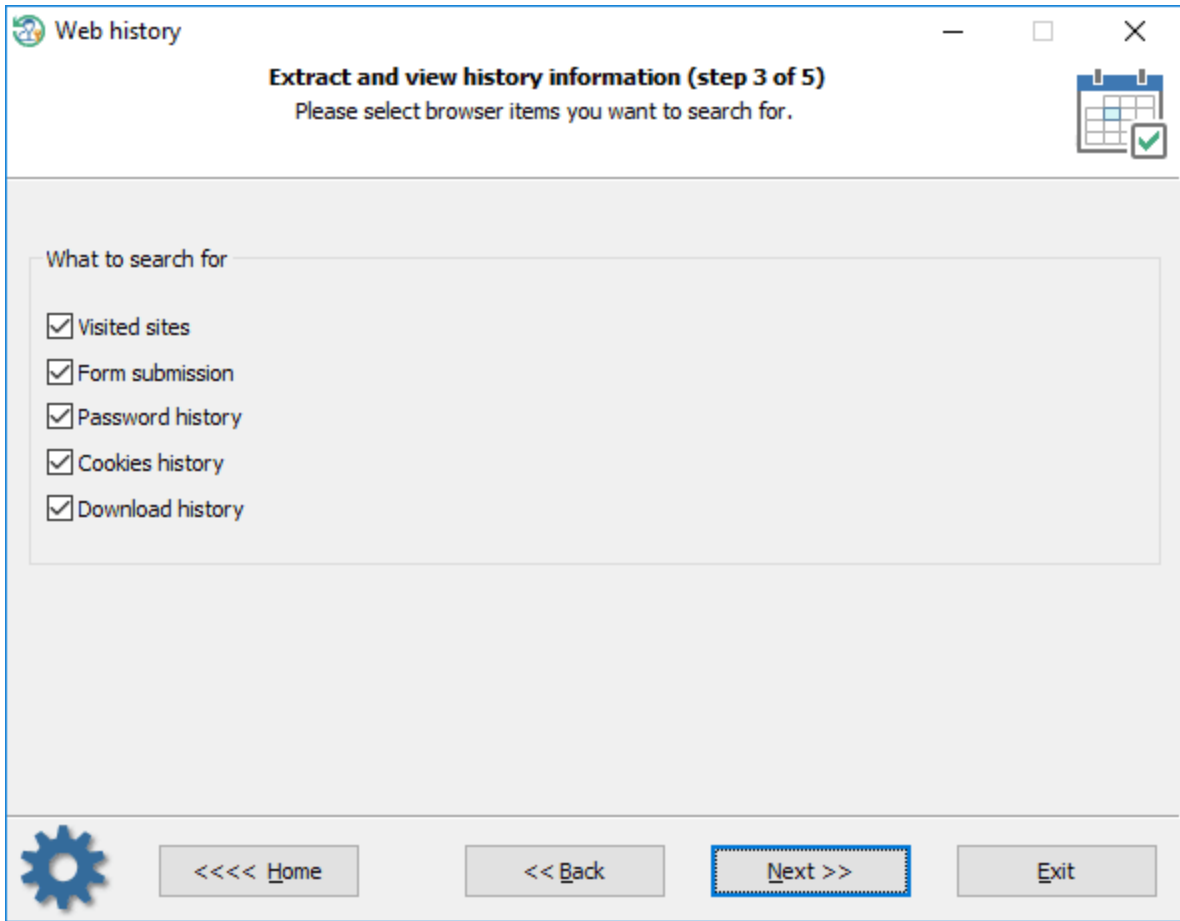 Web history
Extract and view history information (step 3 of 5)
Please select browser items you want to search for.
What to search for
Visited sites
Form submission
Password history
Cookies history
Download history
<<<< Home
<< Back
Next >>
Exit